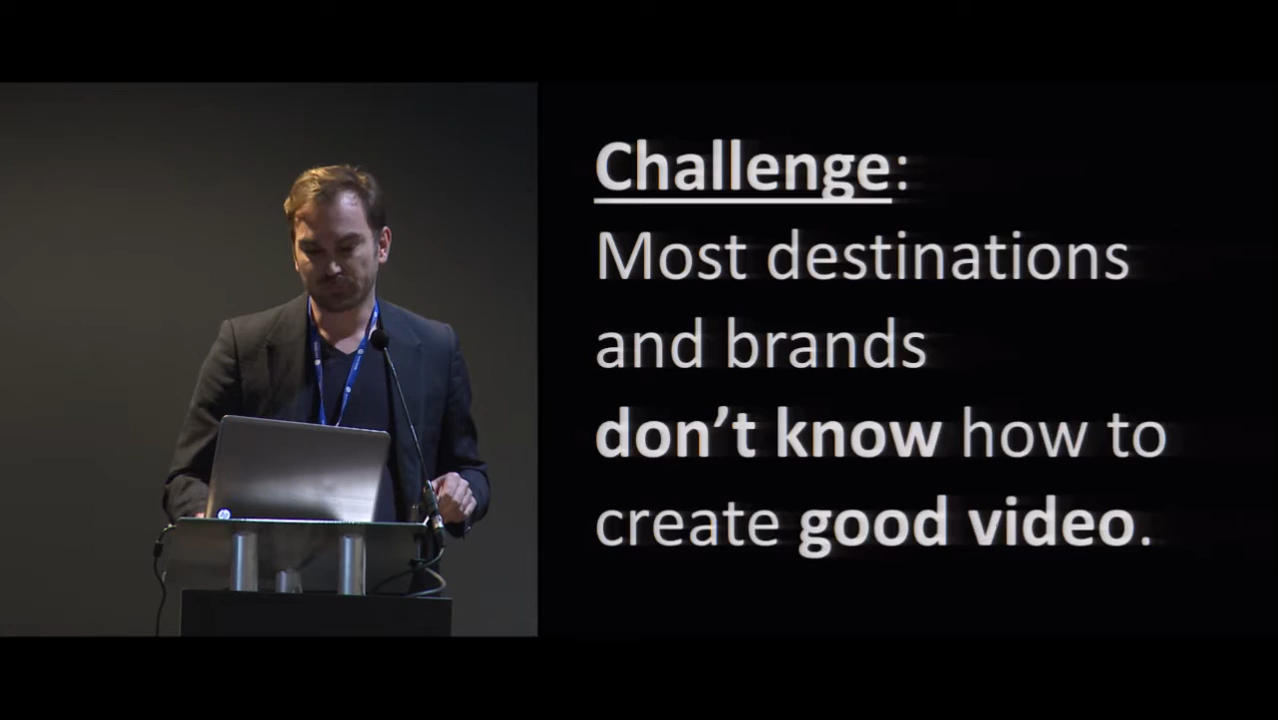 Challenge:
Most destinations
and brands
don't know how to
create good video.